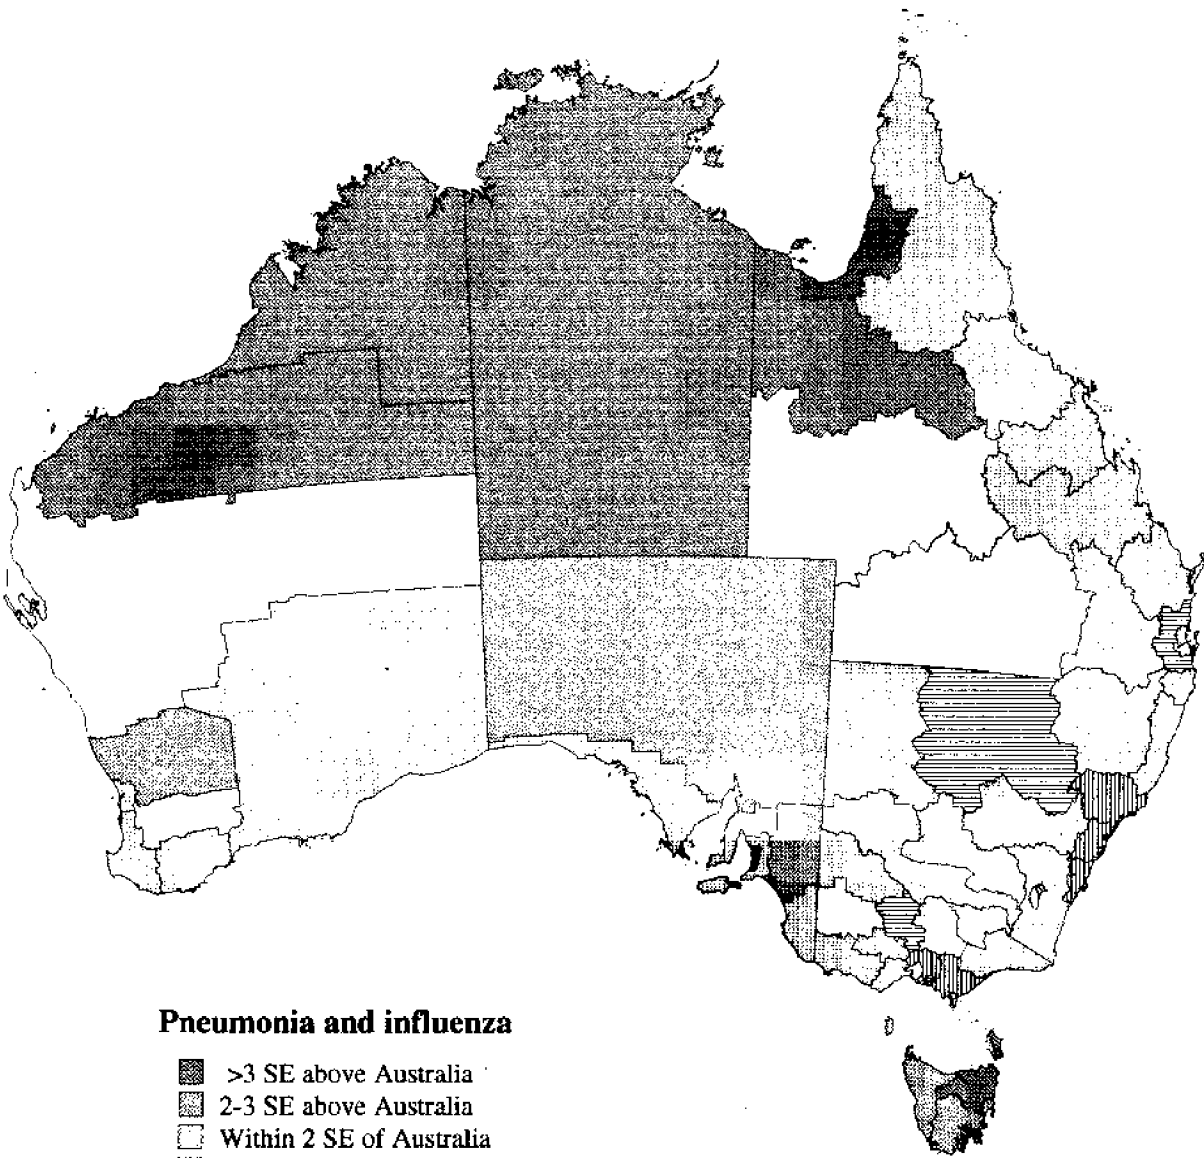 Pneumonia and influenza
>3 SE above Australia
2-3 SE above Australia
Within 2 SE of Australia